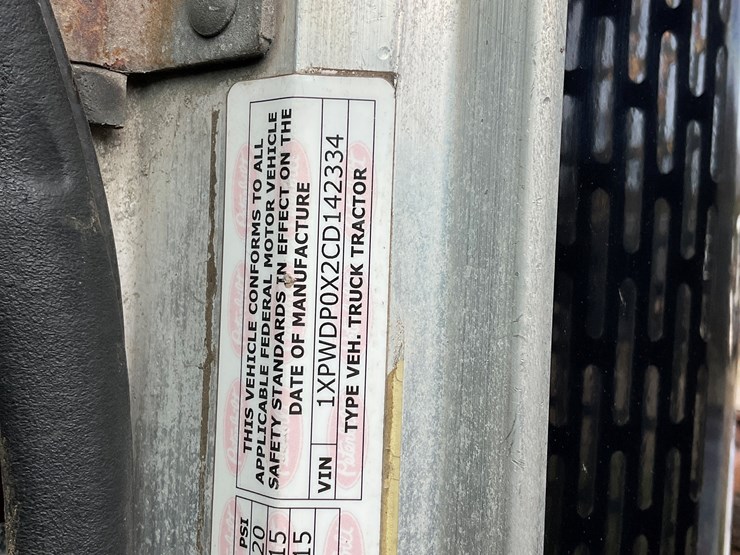 THIS VEHICLE CONFORMS TO ALL
APPLICABLE FEDERAL MOTOR VEHICLE
SAFETY STANDARDS IN EFFECT ON THE
DATE OF MANUFACTURE
VIN 1XPWDP0X2CD142334
TYPE VEH. TRUCK TRACTOR
PSI
20
15
15